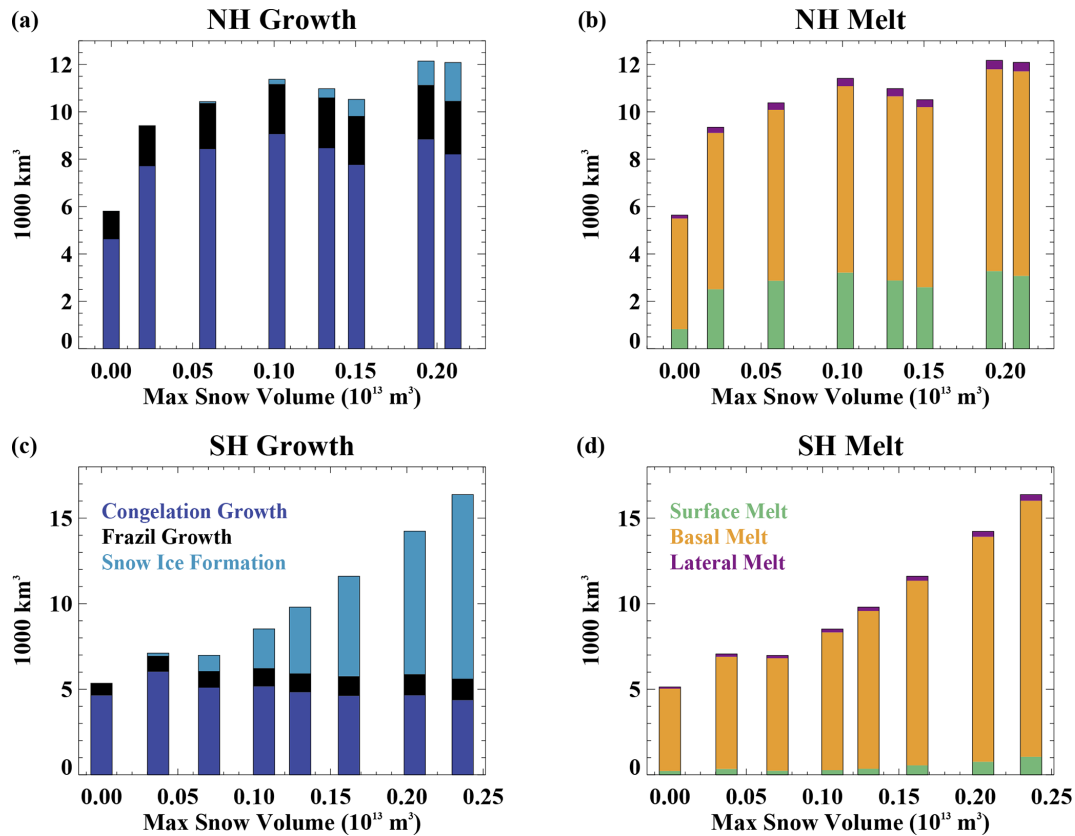 (a)
NH Growth
12
10
8
6
4
2
0
1000 km³
0.00 0.05 0.10 0.15 0.20
Max Snow Volume (10¹³ m³)
(b)
NH Melt
12
10
8
6
4
2
0
1000 km³
0.00 0.05 0.10 0.15 0.20
Max Snow Volume (10¹³ m³)
(c)
SH Growth
Congelation Growth
Frazil Growth
Snow Ice Formation
15
10
5
0
1000 km³
0.00 0.05 0.10 0.15 0.20 0.25
Max Snow Volume (10¹³ m³)
(d)
SH Melt
Surface Melt
Basal Melt
Lateral Melt
15
10
5
0
1000 km³
0.00 0.05 0.10 0.15 0.20 0.25
Max Snow Volume (10¹³ m³)